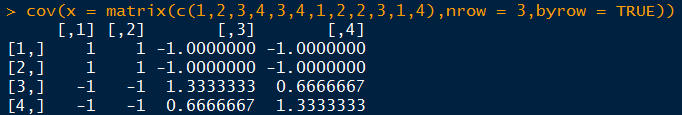 > cov(x = matrix(c(1,2,3,4,3,4,1,2,2,3,1,4),nrow = 3,byrow = TRUE))
     [,1] [,2]       [,3]       [,4]
[1,]    1    1 -1.0000000 -1.0000000
[2,]    1    1 -1.0000000 -1.0000000
[3,]   -1   -1  1.3333333  0.6666667
[4,]   -1   -1  0.6666667  1.3333333